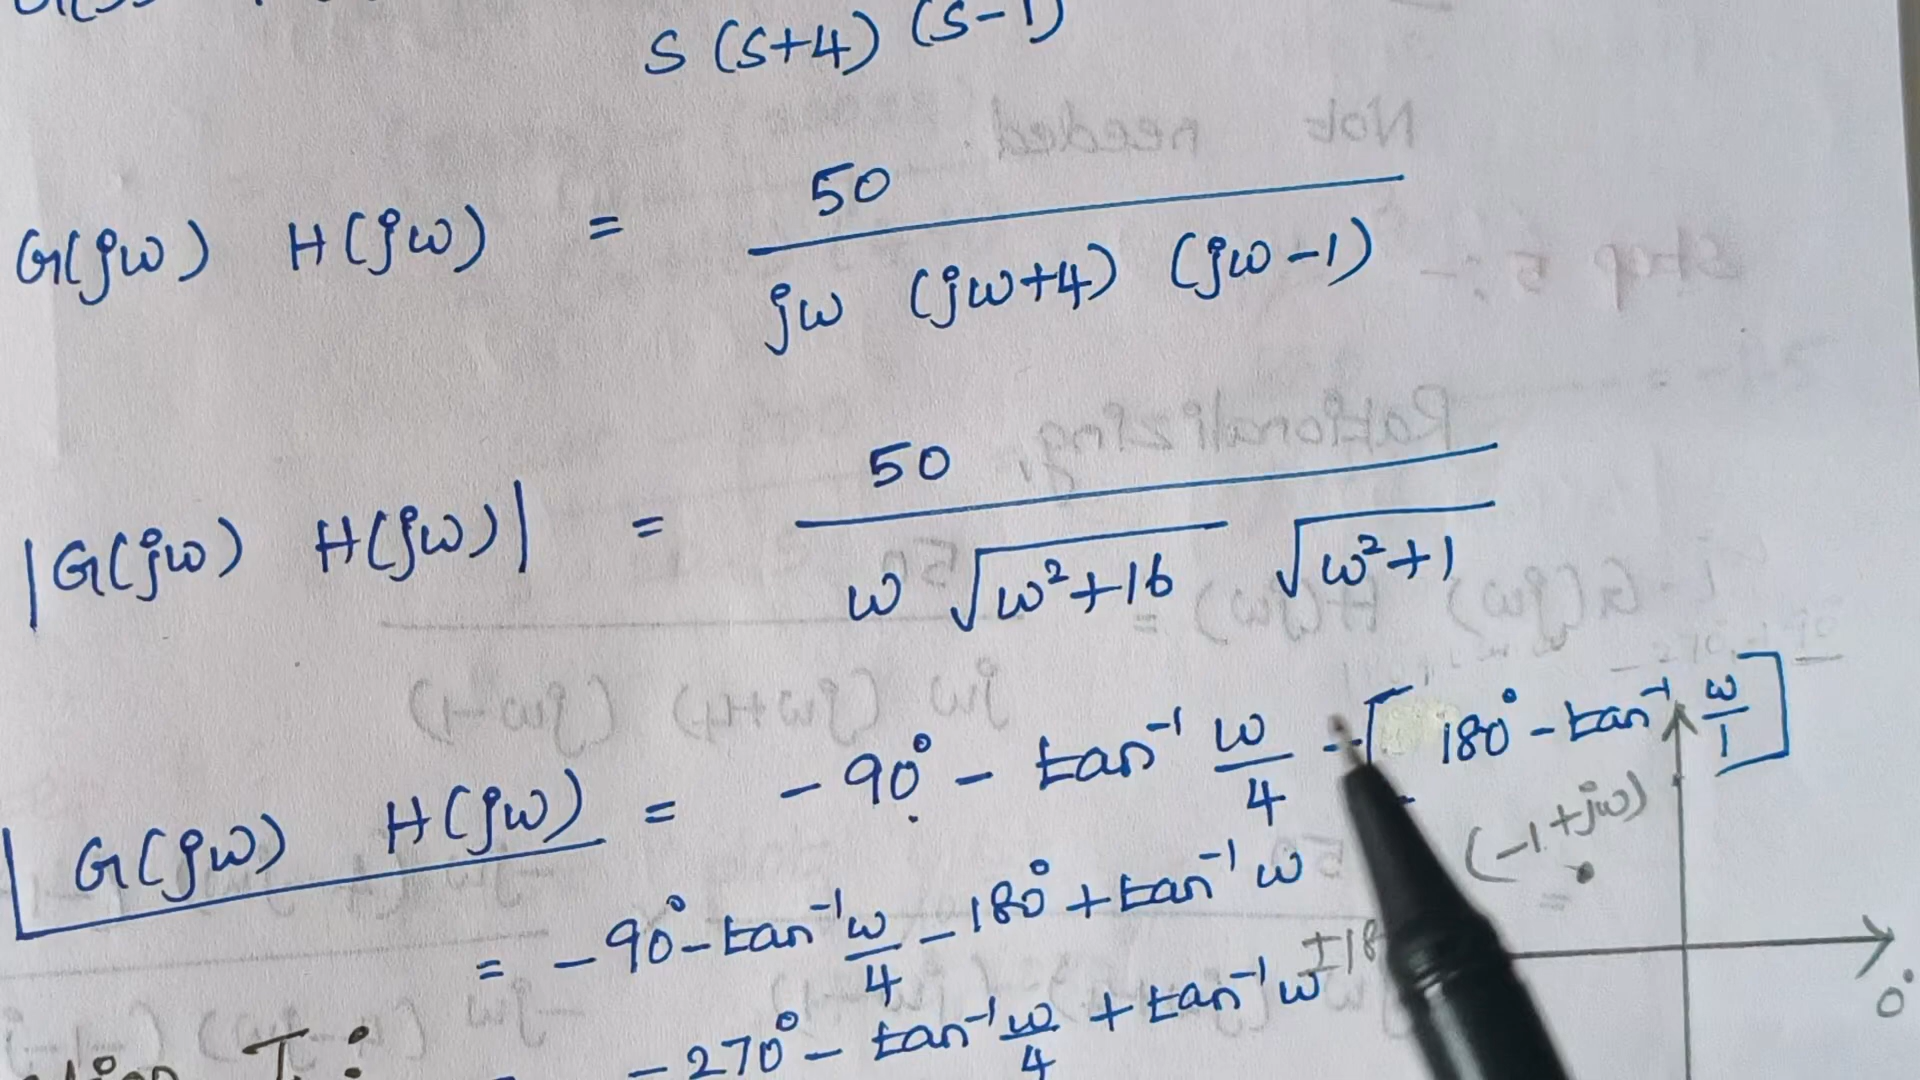 S (S+4) (S-1)
G(jω) H(jω) = 50 / jω (jω+4) (jω-1)
|G(jω) H(jω)| = 50 / ω √(ω²+16) √(ω²+1)
∠G(jω) H(jω) = -90° - tan⁻¹ ω/4 - [180° - tan⁻¹ ω/1]
(-1+jω)
= -90° - tan⁻¹ ω/4 - 180° + tan⁻¹ ω
±18
0°
-270° - tan⁻¹ ω/4 + tan⁻¹ ω